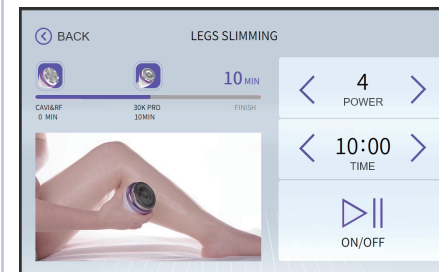 BACK
LEGS SLIMMING
10 MIN
CAVI&RF
0 MIN
30K PRO
10MIN
FINISH
4
POWER
10:00
TIME
ON/OFF